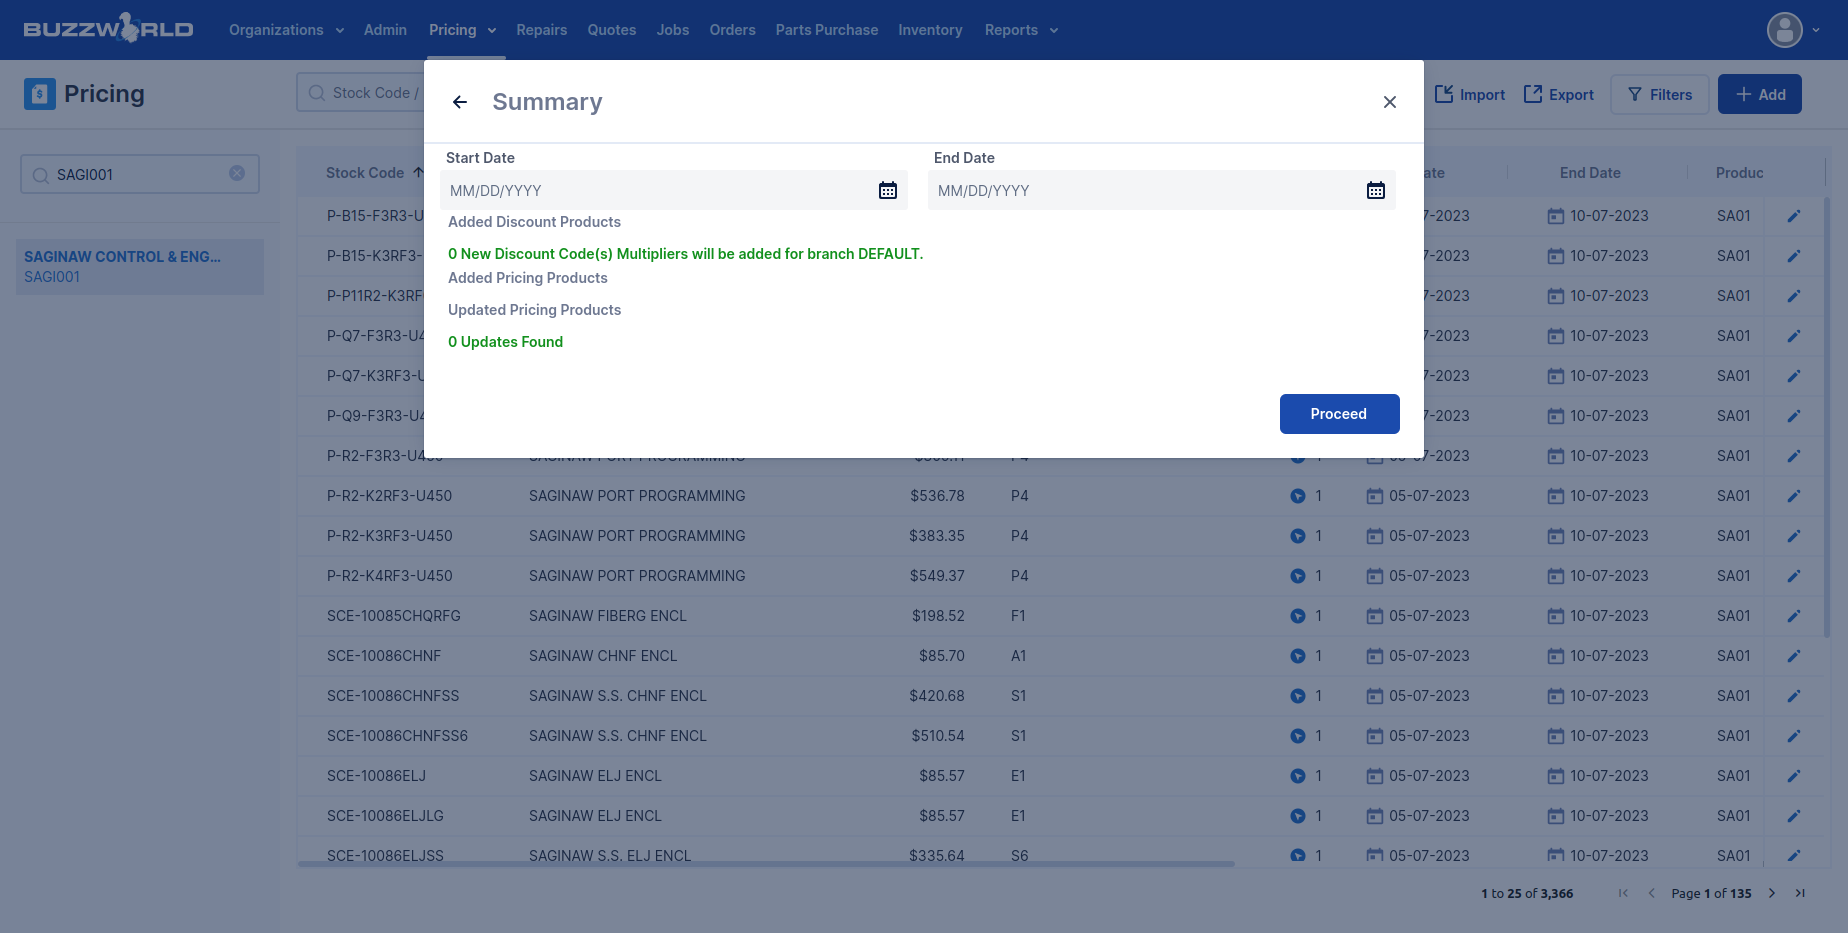 BUZZWORLD
Organizations Admin Pricing Repairs Quotes Jobs Orders Parts Purchase Inventory Reports
Pricing
Stock Code /
Import Export Filters Add
Summary
Start Date End Date
MM/DD/YYYY MM/DD/YYYY
Added Discount Products
0 New Discount Code(s) Multipliers will be added for branch DEFAULT.
Added Pricing Products
Updated Pricing Products
0 Updates Found
Proceed
SAGI001
SAGINAW CONTROL & ENG...
SAGI001
Stock Code ate End Date Produc
P-B15-F3R3-U 7-2023 10-07-2023 SA01
P-B15-K3RF3- 7-2023 10-07-2023 SA01
P-P11R2-K3RF 7-2023 10-07-2023 SA01
P-Q7-F3R3-U4 7-2023 10-07-2023 SA01
P-Q7-K3RF3-U 7-2023 10-07-2023 SA01
P-Q9-F3R3-U4 7-2023 10-07-2023 SA01
P-R2-F3R3-U4 7-2023 10-07-2023 SA01
P-R2-K2RF3-U450 SAGINAW PORT PROGRAMMING $536.78 P4 1 05-07-2023 10-07-2023 SA01
P-R2-K3RF3-U450 SAGINAW PORT PROGRAMMING $383.35 P4 1 05-07-2023 10-07-2023 SA01
P-R2-K4RF3-U450 SAGINAW PORT PROGRAMMING $549.37 P4 1 05-07-2023 10-07-2023 SA01
SCE-10085CHQRFG SAGINAW FIBERG ENCL $198.52 F1 1 05-07-2023 10-07-2023 SA01
SCE-10086CHNF SAGINAW CHNF ENCL $85.70 A1 1 05-07-2023 10-07-2023 SA01
SCE-10086CHNFSS SAGINAW S.S. CHNF ENCL $420.68 S1 1 05-07-2023 10-07-2023 SA01
SCE-10086CHNFSS6 SAGINAW S.S. CHNF ENCL $510.54 S1 1 05-07-2023 10-07-2023 SA01
SCE-10086ELJ SAGINAW ELJ ENCL $85.57 E1 1 05-07-2023 10-07-2023 SA01
SCE-10086ELJLG SAGINAW ELJ ENCL $85.57 E1 1 05-07-2023 10-07-2023 SA01
SCE-10086ELJSS SAGINAW S.S. ELJ ENCL $335.64 S6 1 05-07-2023 10-07-2023 SA01
1 to 25 of 3,366 Page 1 of 135